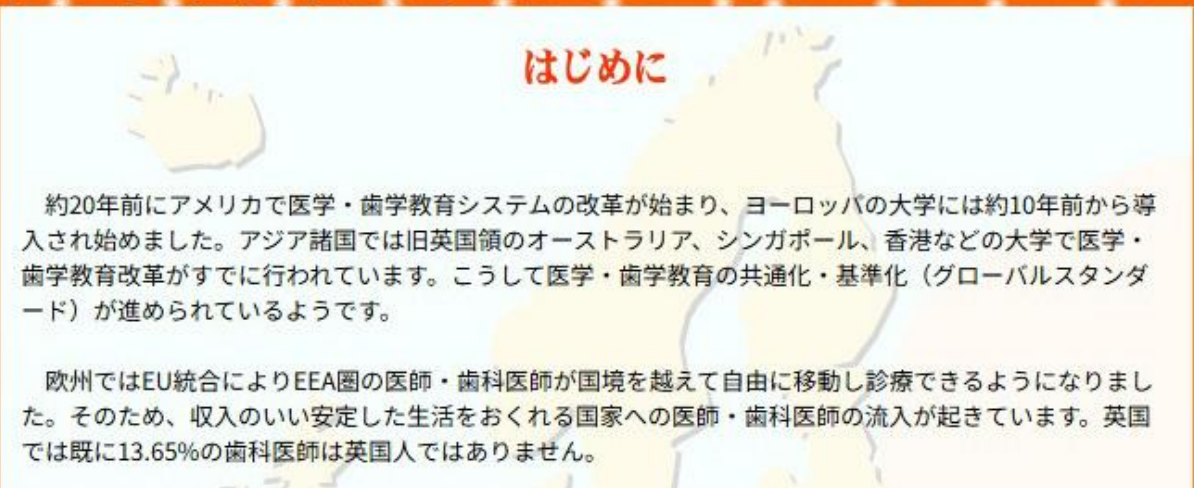 はじめに
約20年前にアメリカで医学・歯学教育システムの改革が始まり、ヨーロッパの大学には約10年前から導
入され始めました。アジア諸国では旧英国領のオーストラリア、シンガポール、香港などの大学で医学・
歯学教育改革がすでに行われています。こうして医学・歯学教育の共通化・基準化（グローバルスタンダ
ード）が進められているようです。
欧州ではEU統合によりEEA圏の医師・歯科医師が国境を越えて自由に移動し診療できるようになりまし
た。そのため、収入のいい安定した生活をおくれる国家への医師・歯科医師の流入が起きています。英国
では既に13.65%の歯科医師は英国人ではありません。